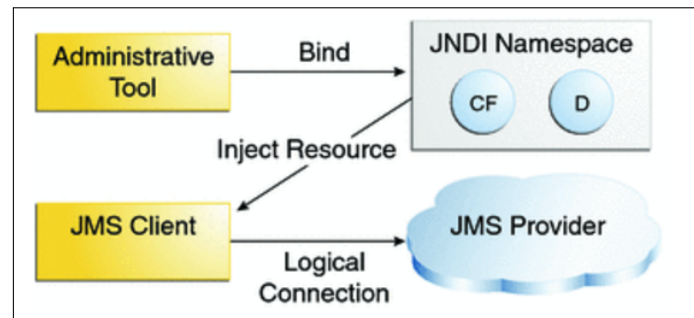 Administrative
Tool
Bind
JNDI Namespace
CF
D
Inject Resource
JMS Client
Logical
Connection
JMS Provider